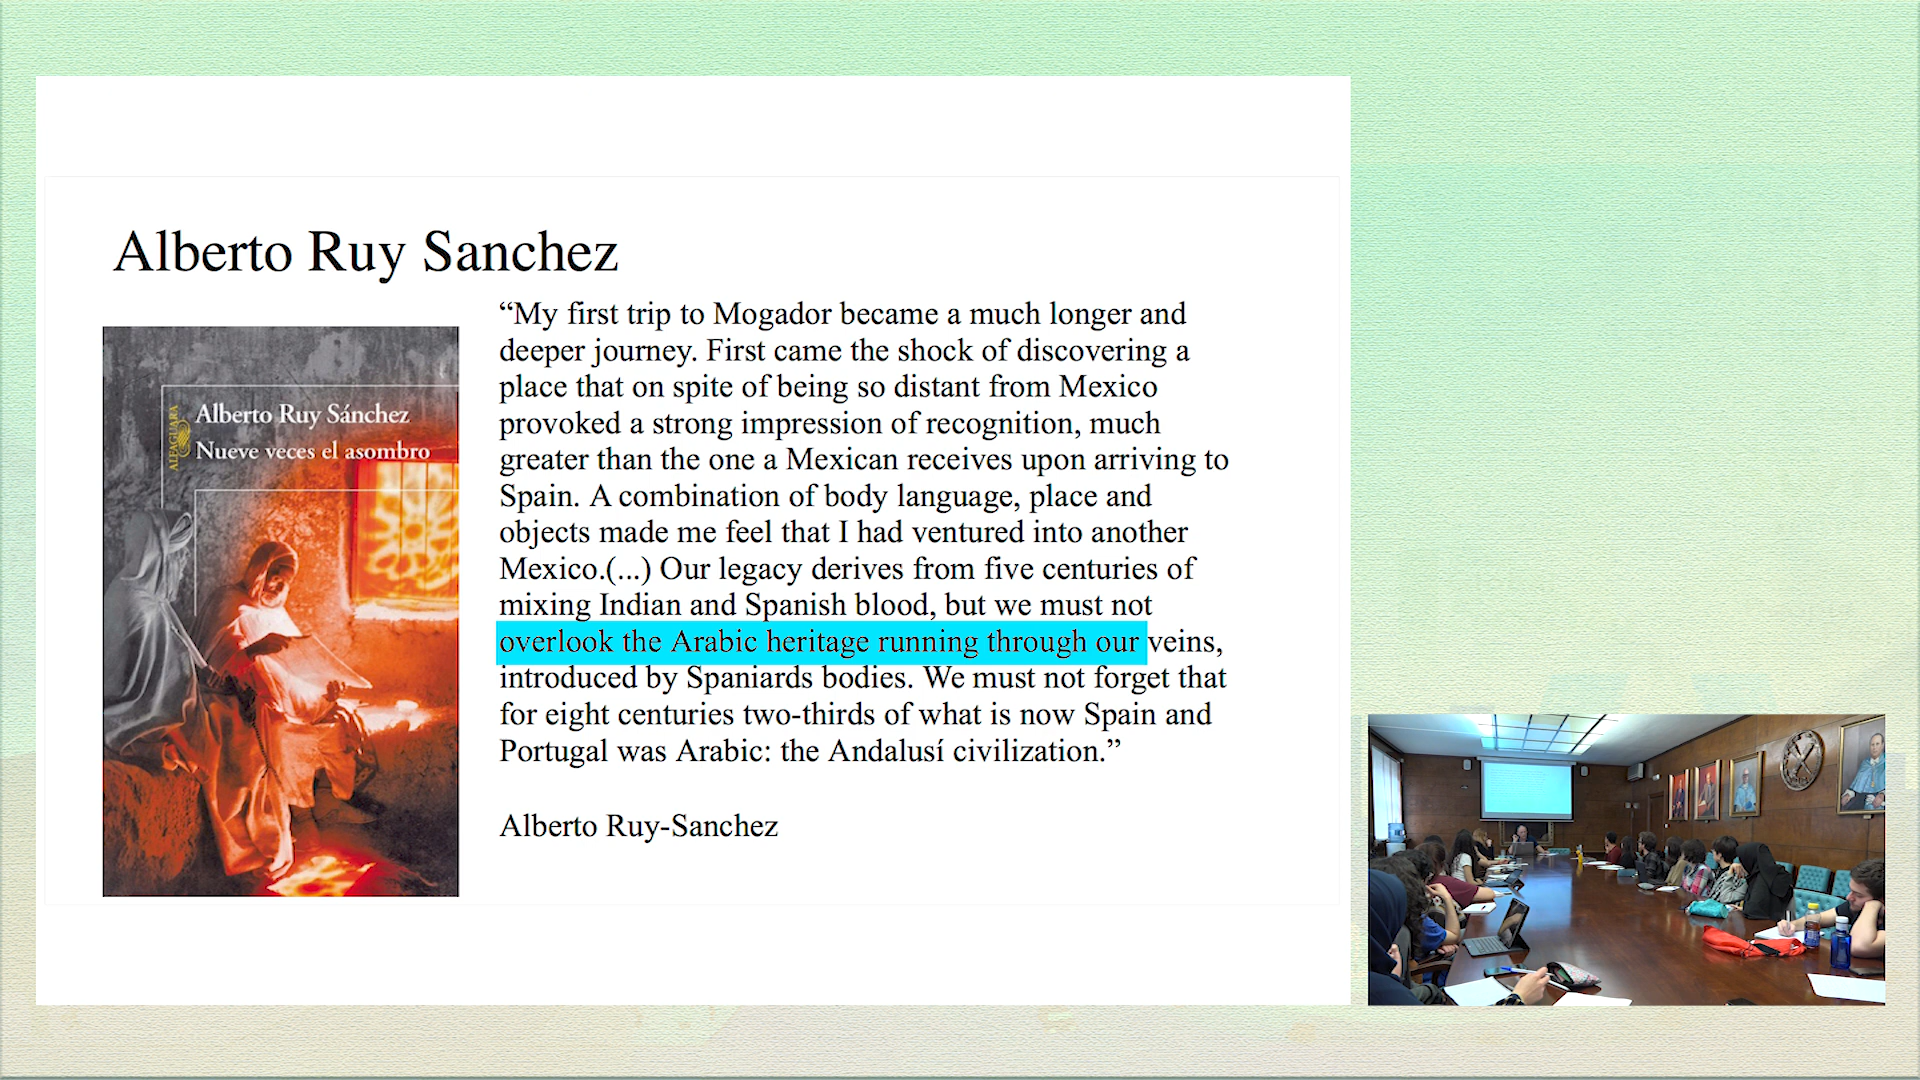 Alberto Ruy Sanchez
ALFAGUARA
Alberto Ruy Sánchez
Nueve veces el asombro
“My first trip to Mogador became a much longer and
deeper journey. First came the shock of discovering a
place that on spite of being so distant from Mexico
provoked a strong impression of recognition, much
greater than the one a Mexican receives upon arriving to
Spain. A combination of body language, place and
objects made me feel that I had ventured into another
Mexico.(...) Our legacy derives from five centuries of
mixing Indian and Spanish blood, but we must not
overlook the Arabic heritage running through our veins,
introduced by Spaniards bodies. We must not forget that
for eight centuries two-thirds of what is now Spain and
Portugal was Arabic: the Andalusí civilization.”
Alberto Ruy-Sanchez